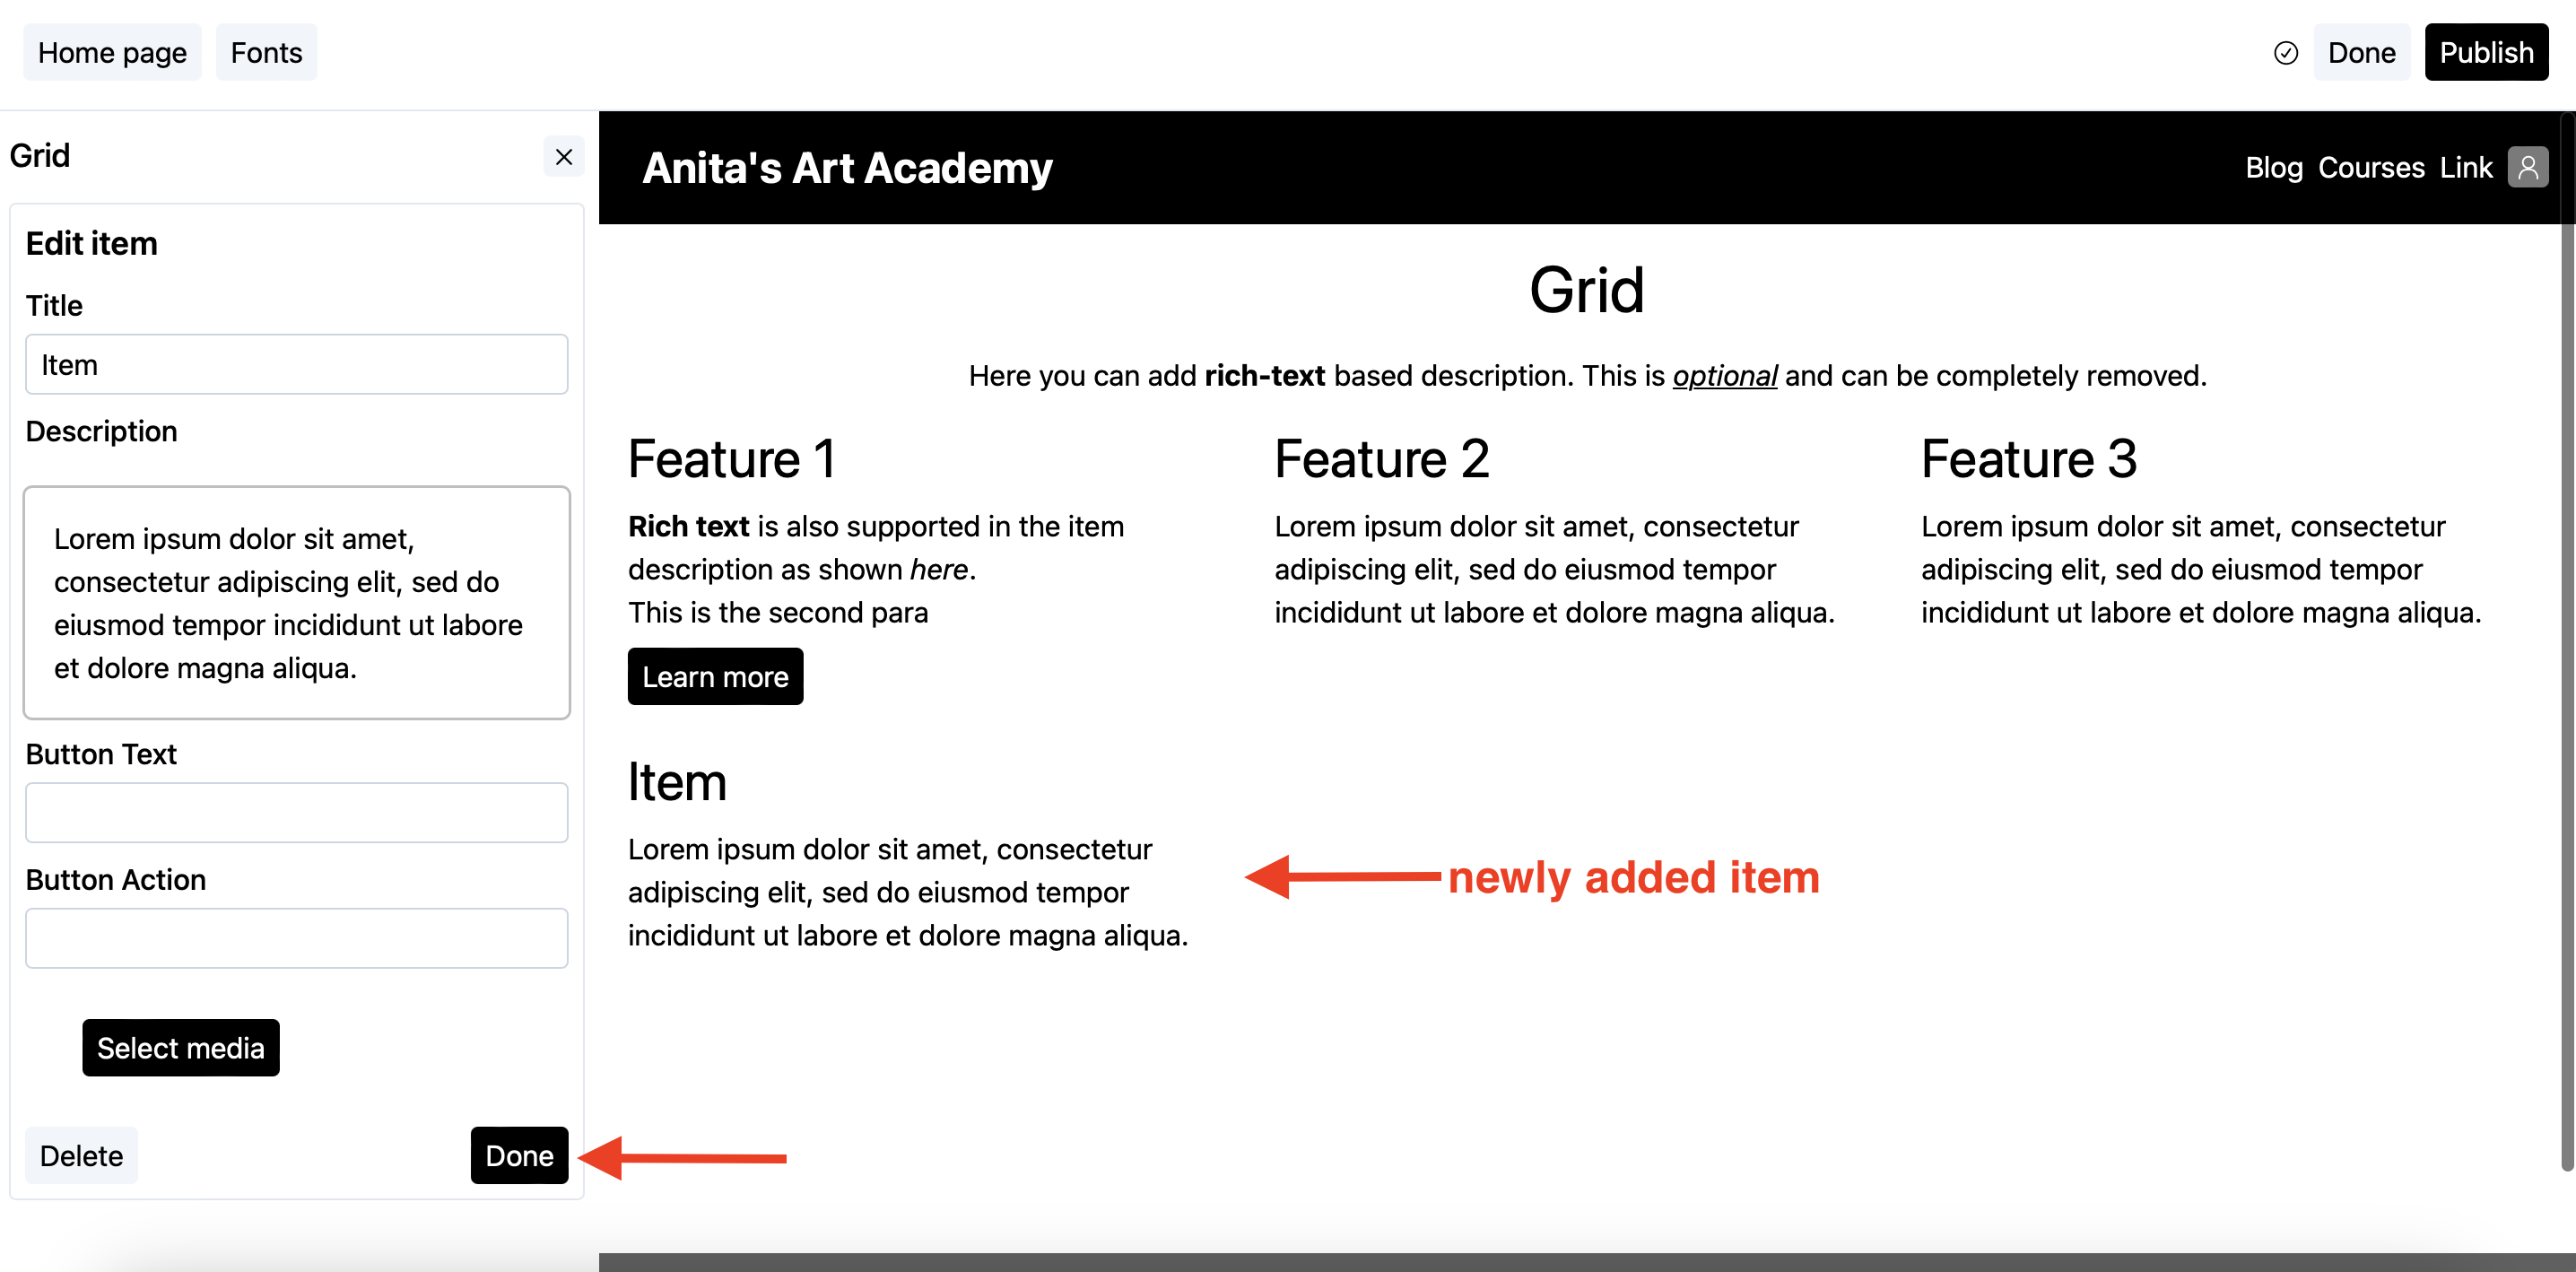 Home page Fonts Done Publish
Grid
Edit item
Title
Item
Description
Lorem ipsum dolor sit amet,
consectetur adipiscing elit, sed do
eiusmod tempor incididunt ut labore
et dolore magna aliqua.
Button Text
Button Action
Select media
Delete Done
Anita's Art Academy Blog Courses Link
Grid
Here you can add rich-text based description. This is optional and can be completely removed.
Feature 1
Rich text is also supported in the item
description as shown here.
This is the second para
Learn more
Feature 2
Lorem ipsum dolor sit amet, consectetur
adipiscing elit, sed do eiusmod tempor
incididunt ut labore et dolore magna aliqua.
Feature 3
Lorem ipsum dolor sit amet, consectetur
adipiscing elit, sed do eiusmod tempor
incididunt ut labore et dolore magna aliqua.
Item
Lorem ipsum dolor sit amet, consectetur
adipiscing elit, sed do eiusmod tempor
incididunt ut labore et dolore magna aliqua.
newly added item